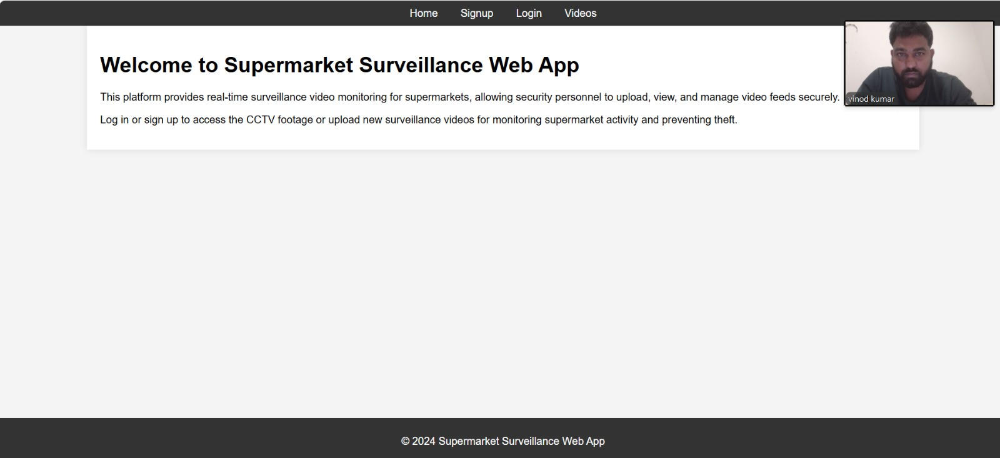 Home Signup Login Videos
Welcome to Supermarket Surveillance Web App
This platform provides real-time surveillance video monitoring for supermarkets, allowing security personnel to upload, view, and manage video feeds securely.
vinod kumar
Log in or sign up to access the CCTV footage or upload new surveillance videos for monitoring supermarket activity and preventing theft.
© 2024 Supermarket Surveillance Web App